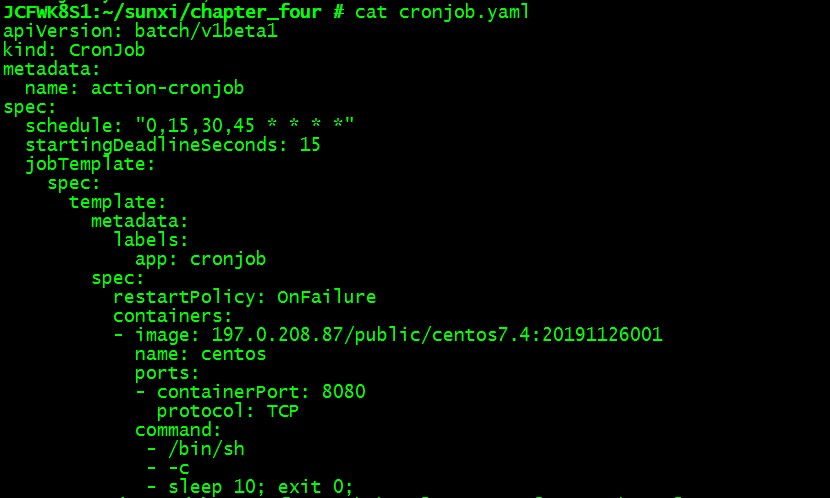 JCFWK8S1:~/sunxi/chapter_four # cat cronjob.yaml
apiVersion: batch/v1beta1
kind: CronJob
metadata:
  name: action-cronjob
spec:
  schedule: "0,15,30,45 * * * *"
  startingDeadlineSeconds: 15
  jobTemplate:
    spec:
      template:
        metadata:
          labels:
            app: cronjob
        spec:
          restartPolicy: OnFailure
          containers:
          - image: 197.0.208.87/public/centos7.4:20191126001
            name: centos
            ports:
            - containerPort: 8080
              protocol: TCP
            command:
             - /bin/sh
             - -c
             - sleep 10; exit 0;